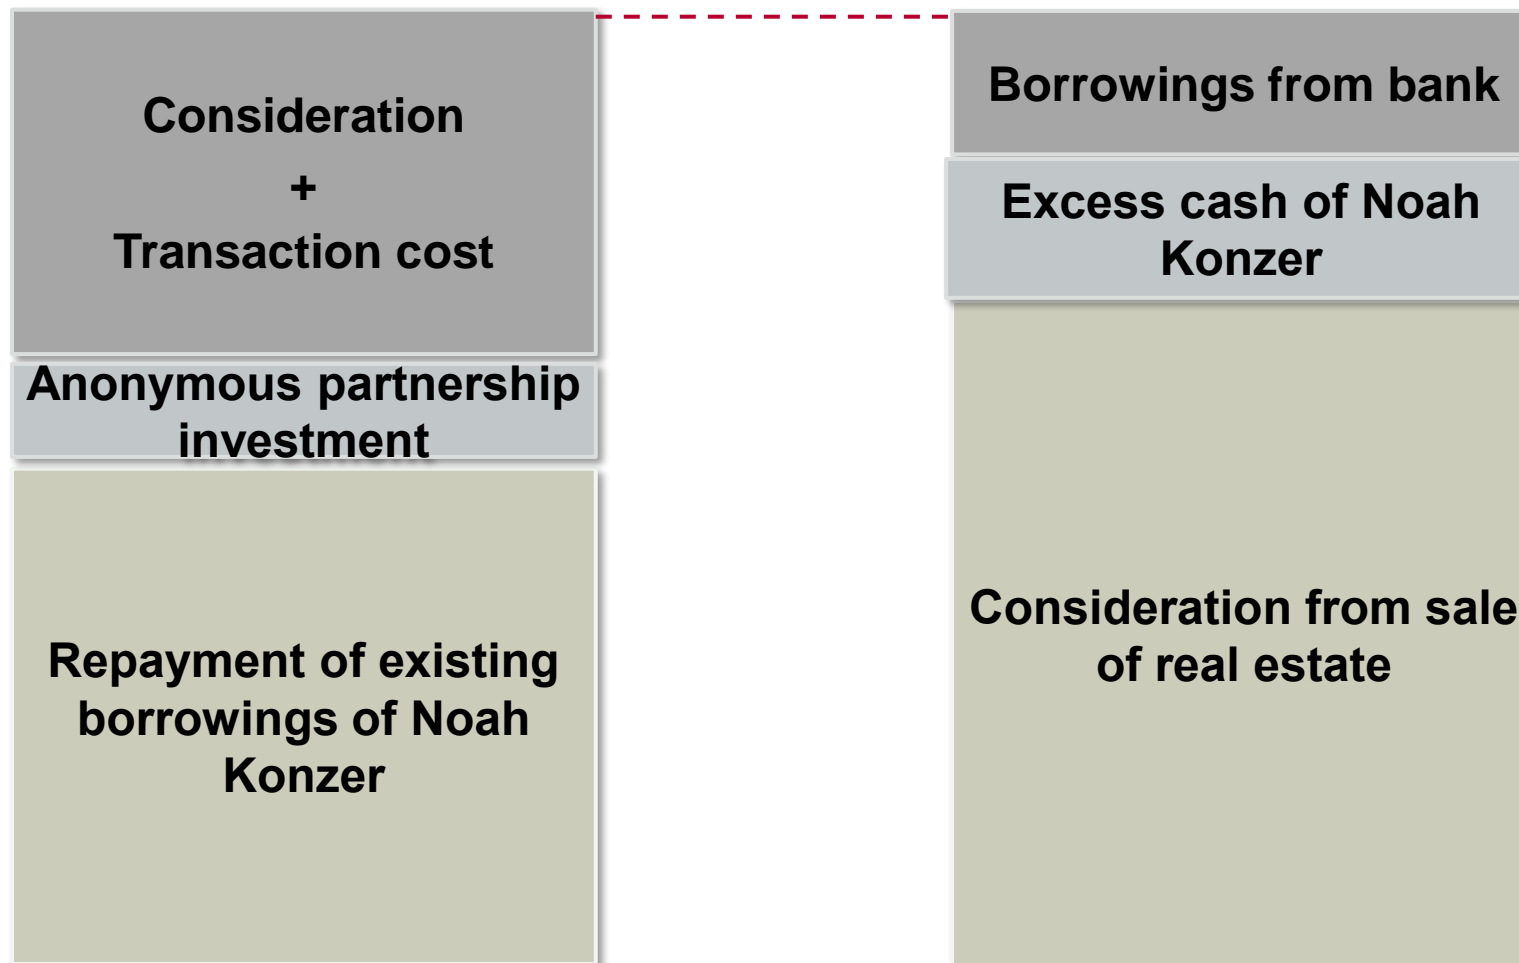 Consideration
+
Transaction cost
Anonymous partnership
investment
Repayment of existing
borrowings of Noah
Konzer
Borrowings from bank
Excess cash of Noah
Konzer
Consideration from sale
of real estate